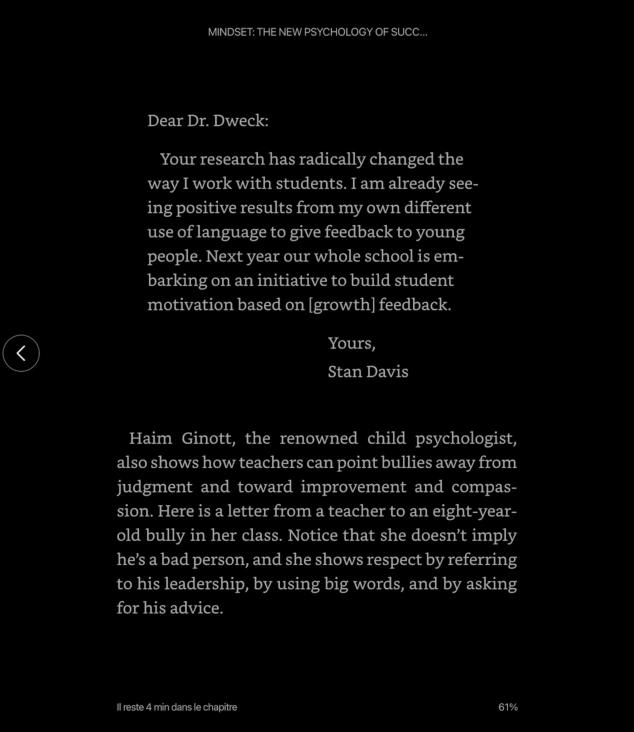 MINDSET: THE NEW PSYCHOLOGY OF SUCC...
Dear Dr. Dweck:
Your research has radically changed the
way I work with students. I am already see-
ing positive results from my own different
use of language to give feedback to young
people. Next year our whole school is em-
barking on an initiative to build student
motivation based on [growth] feedback.
Yours,
Stan Davis
Haim Ginott, the renowned child psychologist,
also shows how teachers can point bullies away from
judgment and toward improvement and compas-
sion. Here is a letter from a teacher to an eight-year-
old bully in her class. Notice that she doesn’t imply
he’s a bad person, and she shows respect by referring
to his leadership, by using big words, and by asking
for his advice.
Il reste 4 min dans le chapitre
61%